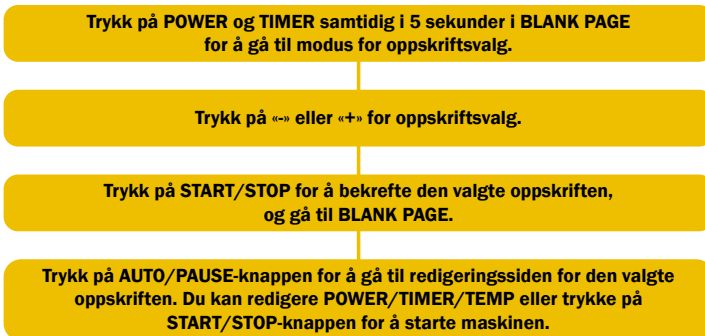 Trykk på POWER og TIMER samtidig i 5 sekunder i BLANK PAGE
for å gå til modus for oppskriftsvalg.
Trykk på «-» eller «+» for oppskriftsvalg.
Trykk på START/STOP for å bekrefte den valgte oppskriften,
og gå til BLANK PAGE.
Trykk på AUTO/PAUSE-knappen for å gå til redigeringssiden for den valgte
oppskriften. Du kan redigere POWER/TIMER/TEMP eller trykke på
START/STOP-knappen for å starte maskinen.